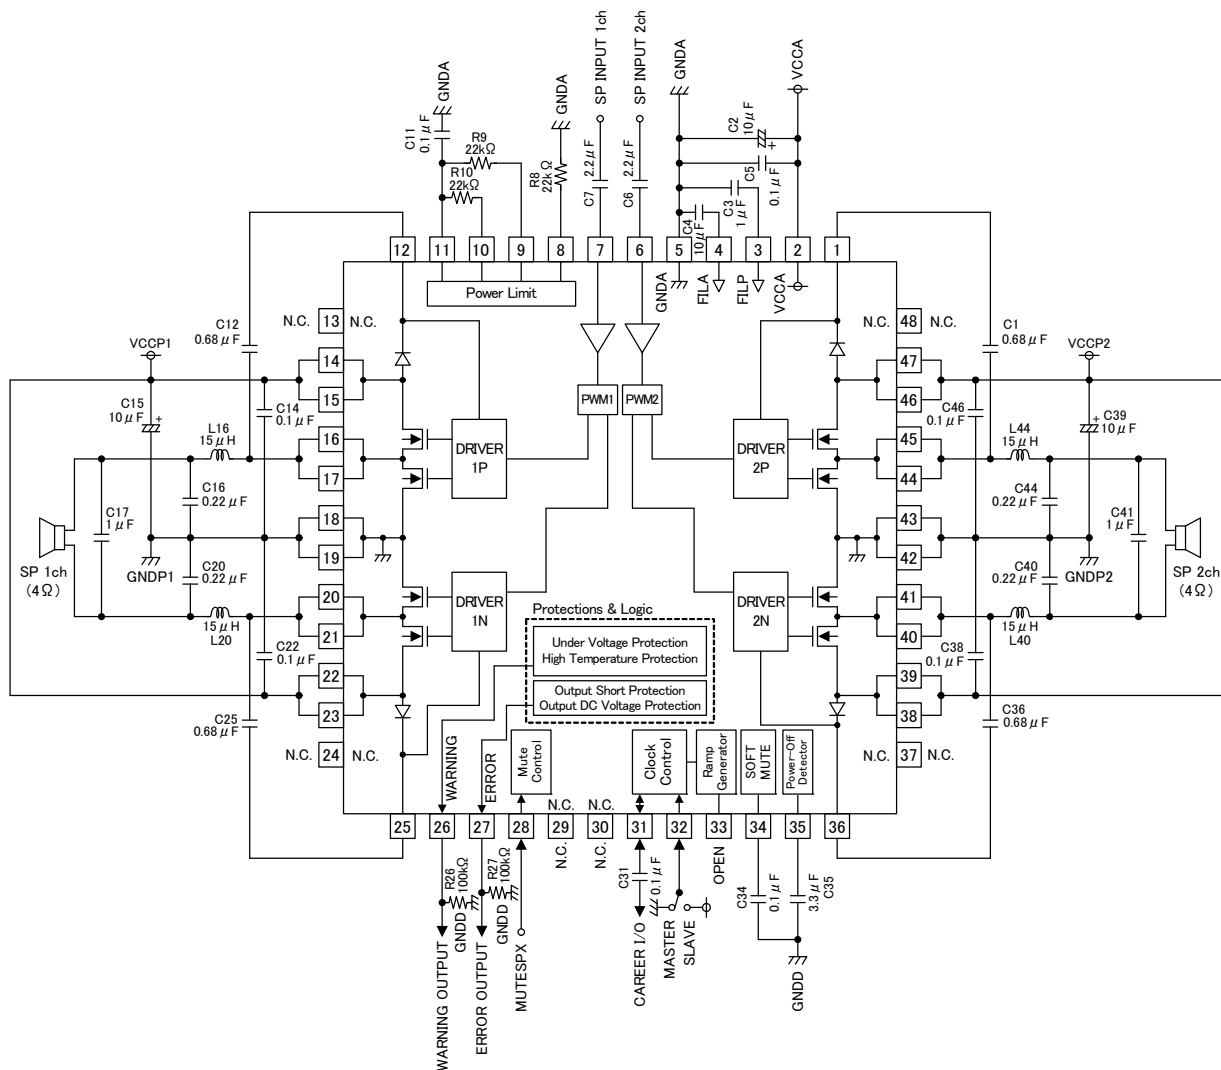 SP INPUT 1ch
SP INPUT 2ch
GNDA
VCCA
GNDA
GNDA
C11
0.1μF
R9
22kΩ
R10
22kΩ
R8
22kΩ
C7 2.2μF
C6 2.2μF
C2
10μF
+
C5
0.1μF
C3
1μF
C4
10μF
12
11
10
9
8
7
6
5
4
3
2
1
Power Limit
GNDA
FILA
FILP
VCCA
N.C.
13
N.C.
14
15
16
17
18
19
20
21
22
23
N.C.
24
N.C.
C12
0.68μF
VCCP1
C15
10μF
+
C14
0.1μF
L16
15μH
C16
0.22μF
C17
1μF
SP 1ch
(4Ω)
GNDP1
C20
0.22μF
15μH
L20
C22
0.1μF
C25
0.68μF
PWM1
PWM2
DRIVER
1P
DRIVER
2P
DRIVER
1N
DRIVER
2N
Protections & Logic
Under Voltage Protection
High Temperature Protection
Output Short Protection
Output DC Voltage Protection
N.C.
48
N.C.
47
46
45
44
43
42
41
40
39
38
N.C.
37
N.C.
C1
0.68μF
VCCP2
C46
0.1μF
+
C39
10μF
L44
15μH
C44
0.22μF
C41
1μF
SP 2ch
(4Ω)
GNDP2
C40
0.22μF
15μH
L40
C38
0.1μF
C36
0.68μF
WARNING
ERROR
Mute
Control
N.C.
N.C.
Clock
Control
Ramp
Generator
SOFT
MUTE
Power-Off
Detector
25
26
27
28
29
30
31
32
33
34
35
36
R26
100kΩ
GNDD
R27
100kΩ
GNDD
N.C.
N.C.
C31
0.1μF
OPEN
C34
0.1μF
3.3μF
C35
GNDD
WARNING OUTPUT
ERROR OUTPUT
MUTESPX
CAREER I/O
MASTER
SLAVE